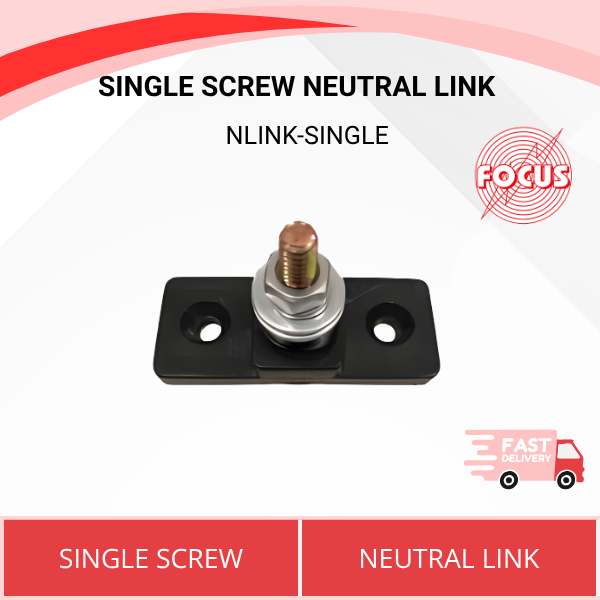 SINGLE SCREW NEUTRAL LINK
NLINK-SINGLE
FOCUS
FAST
DELIVERY
SINGLE SCREW
NEUTRAL LINK